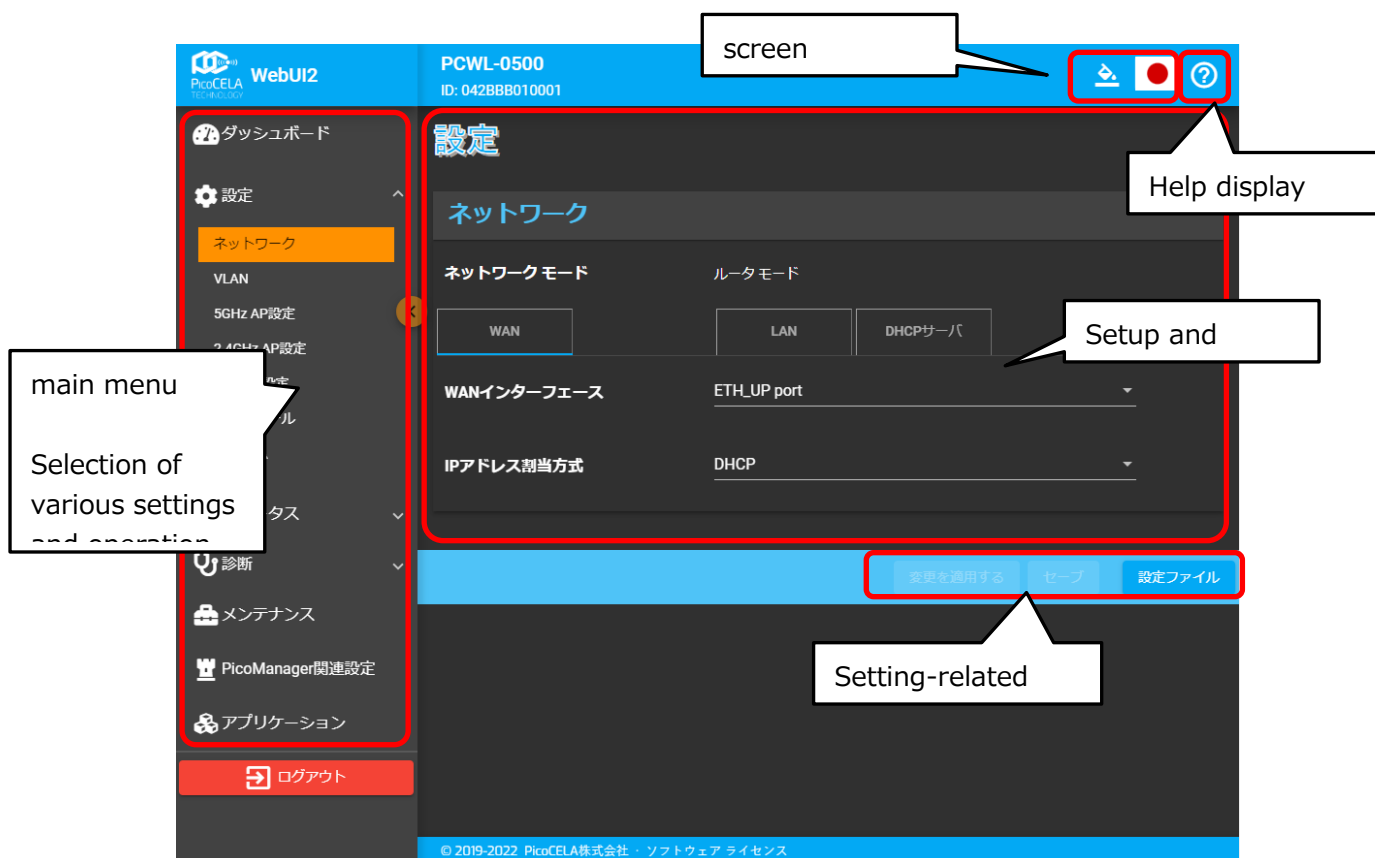 screen
PicoCELA
TECHNOLOGY
WebUI2
PCWL-0500
ID: 042BBB010001
Help display
ダッシュボード
設定
ネットワーク
VLAN
5GHz AP設定
2.4GHz AP設定
main menu
Selection of
various settings
and operation
診断
メンテナンス
PicoManager関連設定
アプリケーション
ログアウト
設定
ネットワーク
ネットワーク モード
ルータ モード
WAN
LAN
DHCPサーバ
Setup and
WANインターフェース
ETH_UP port
IPアドレス割当方式
DHCP
変更を適用する
セーブ
設定ファイル
Setting-related
© 2019-2022 PicoCELA株式会社 · ソフトウェア ライセンス